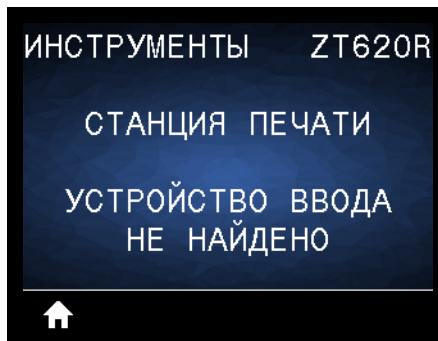 ИНСТРУМЕНТЫ ZT620R
СТАНЦИЯ ПЕЧАТИ
УСТРОЙСТВО ВВОДА
НЕ НАЙДЕНО